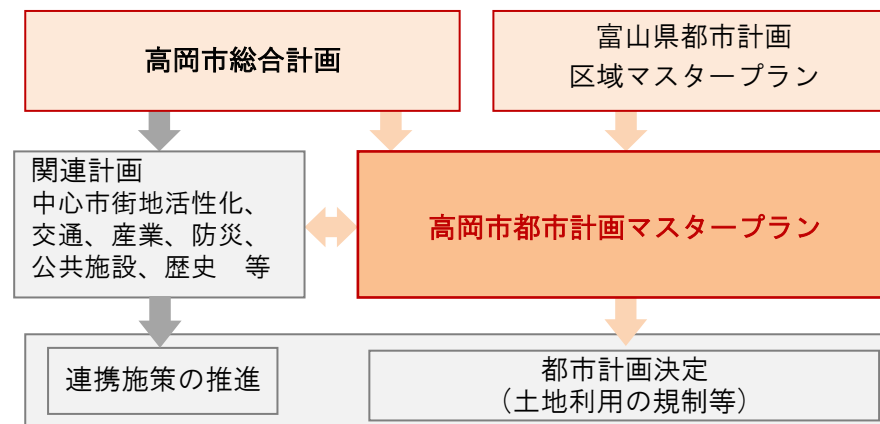 高岡市総合計画
富山県都市計画
区域マスタープラン
関連計画
中心市街地活性化、
交通、産業、防災、
公共施設、歴史　等
高岡市都市計画マスタープラン
連携施策の推進
都市計画決定
（土地利用の規制等）